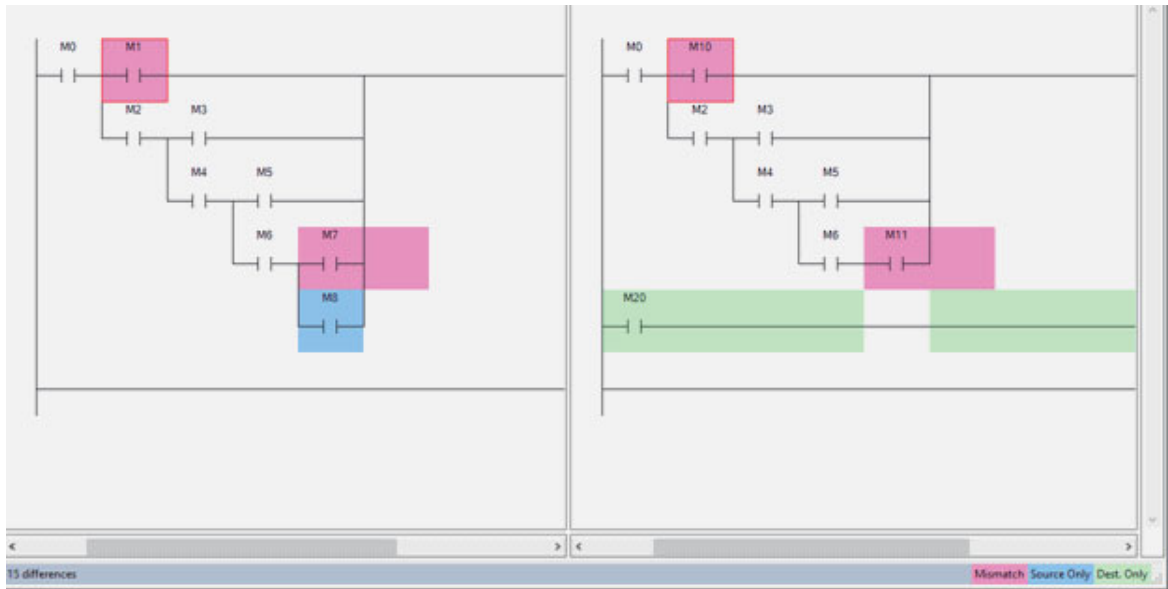 M0 M1
M2 M3
M4 M5
M6 M7
M8
M0 M10
M2 M3
M4 M5
M6 M11
M20
15 differences
Mismatch Source Only Dest. Only